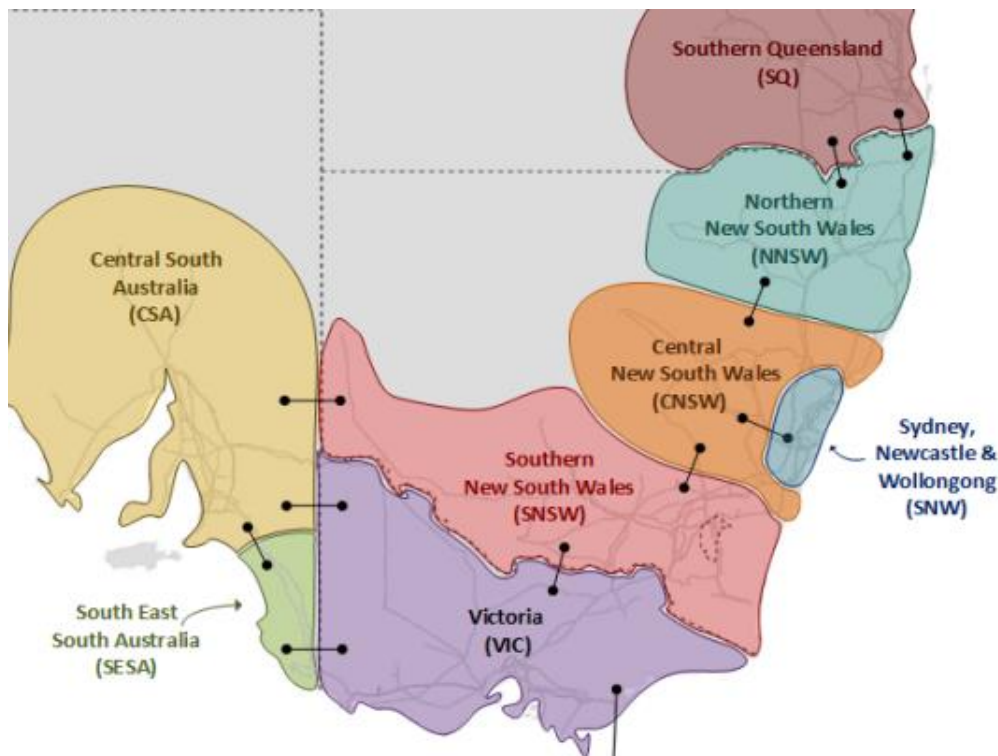 Southern Queensland
(SQ)
Northern
New South Wales
(NNSW)
Central South
Australia
(CSA)
Central
New South Wales
(CNSW)
Sydney,
Newcastle &
Wollongong
(SNW)
Southern
New South Wales
(SNSW)
South East
South Australia
(SESA)
Victoria
(VIC)